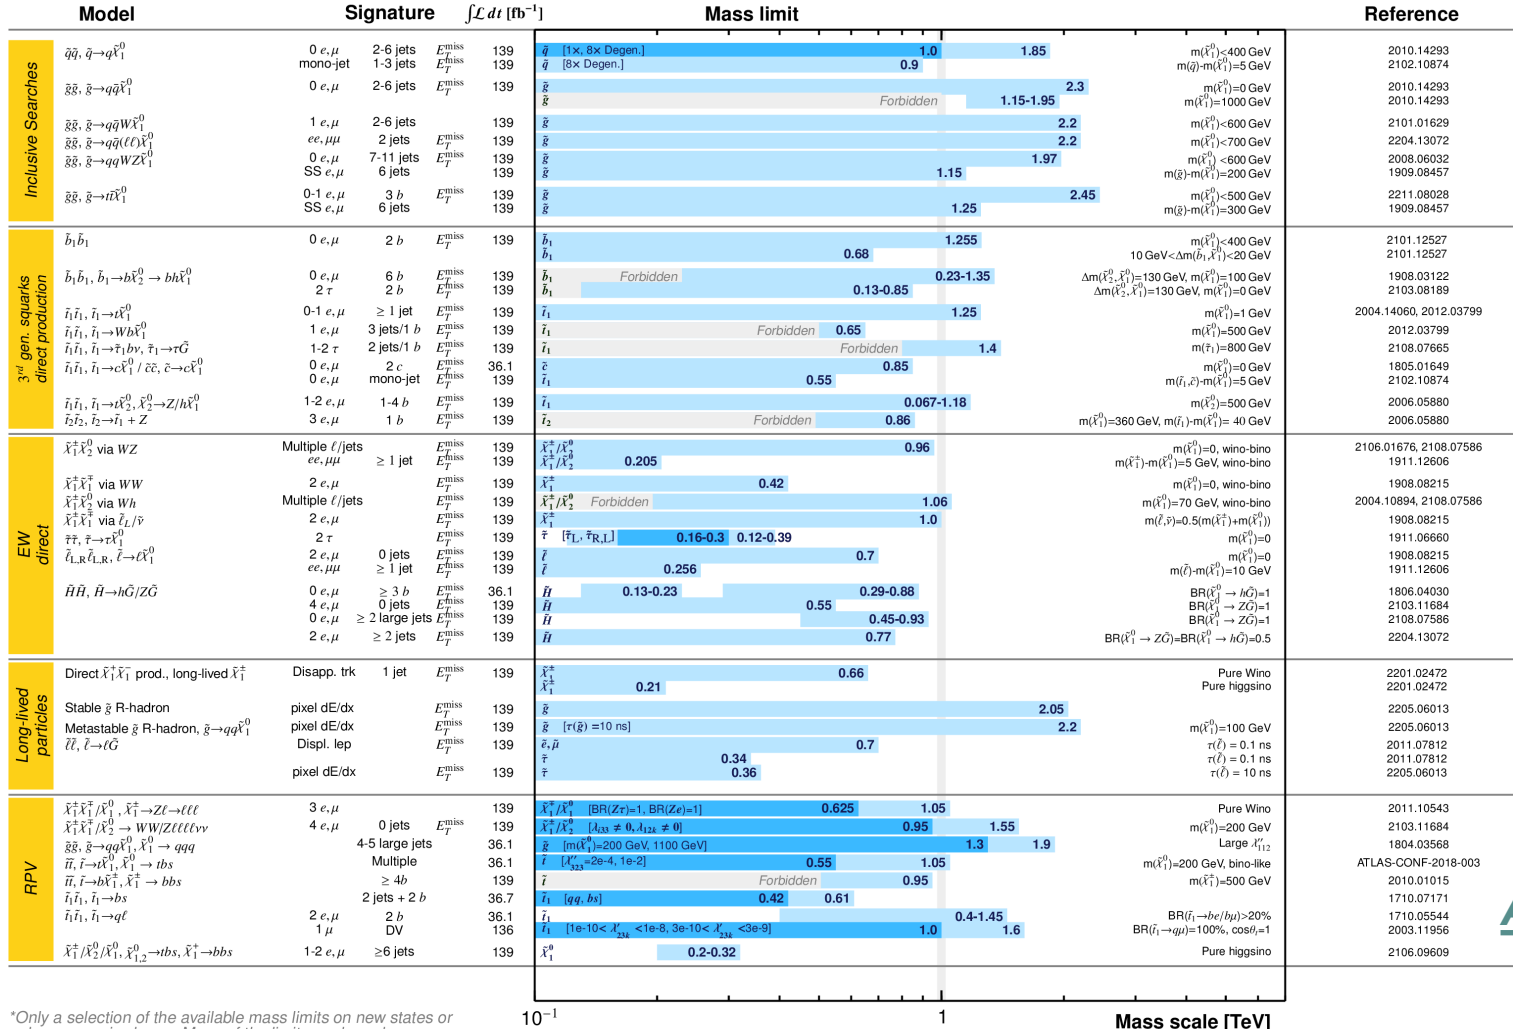 Model Signature ∫L dt [fb⁻¹] Mass limit Reference
Inclusive Searches
q̃q̃, q̃→qχ̃₁⁰ 0 e, μ 2-6 jets E_T^miss 139 q̃ [1×, 8× Degen.] 1.0 1.85 m(χ̃₁⁰)<400 GeV 2010.14293
mono-jet 1-3 jets E_T^miss 139 q̃ [8× Degen.] 0.9 m(q̃)-m(χ̃₁⁰)=5 GeV 2102.10874
g̃g̃, g̃→qq̄χ̃₁⁰ 0 e, μ 2-6 jets E_T^miss 139 g̃ 2.3 m(χ̃₁⁰)=0 GeV 2010.14293
139 g̃ Forbidden 1.15-1.95 m(χ̃₁⁰)=1000 GeV 2010.14293
g̃g̃, g̃→qq̄Wχ̃₁⁰ 1 e, μ 2-6 jets 139 g̃ 2.2 m(χ̃₁⁰)<600 GeV 2101.01629
g̃g̃, g̃→qq̄(ℓℓ)χ̃₁⁰ ee, μμ 2 jets E_T^miss 139 g̃ 2.2 m(χ̃₁⁰)<700 GeV 2204.13072
g̃g̃, g̃→qqWZχ̃₁⁰ 0 e, μ 7-11 jets E_T^miss 139 g̃ 1.97 m(χ̃₁⁰) <600 GeV 2008.06032
SS e, μ 6 jets 139 g̃ 1.15 m(g̃)-m(χ̃₁⁰)=200 GeV 1909.08457
g̃g̃, g̃→tt̄χ̃₁⁰ 0-1 e, μ 3 b E_T^miss 139 g̃ 2.45 m(χ̃₁⁰)<500 GeV 2211.08028
SS e, μ 6 jets 139 g̃ 1.25 m(g̃)-m(χ̃₁⁰)=300 GeV 1909.08457
3rd gen. squarks
direct production
b̃₁b̃₁ 0 e, μ 2 b E_T^miss 139 b̃₁ 1.255 m(χ̃₁⁰)<400 GeV 2101.12527
b̃₁ 0.68 10 GeV<Δm(b̃₁,χ̃₁⁰)<20 GeV 2101.12527
b̃₁b̃₁, b̃₁→bχ̃₂⁰ → bhχ̃₁⁰ 0 e, μ 6 b E_T^miss 139 b̃₁ Forbidden 0.23-1.35 Δm(χ̃₂⁰,χ̃₁⁰)=130 GeV, m(χ̃₁⁰)=100 GeV 1908.03122
2 τ 2 b E_T^miss 139 b̃₁ 0.13-0.85 Δm(χ̃₂⁰,χ̃₁⁰)=130 GeV, m(χ̃₁⁰)=0 GeV 2103.08189
t̃₁t̃₁, t̃₁→tχ̃₁⁰ 0-1 e, μ ≥ 1 jet E_T^miss 139 t̃₁ 1.25 m(χ̃₁⁰)=1 GeV 2004.14060, 2012.03799
t̃₁t̃₁, t̃₁→Wbχ̃₁⁰ 1 e, μ 3 jets/1 b E_T^miss 139 t̃₁ Forbidden 0.65 m(χ̃₁⁰)=500 GeV 2012.03799
t̃₁t̃₁, t̃₁→τ̃₁bν, τ̃₁→τG̃ 1-2 τ 2 jets/1 b E_T^miss 139 t̃₁ Forbidden 1.4 m(τ̃₁)=800 GeV 2108.07665
t̃₁t̃₁, t̃₁→cχ̃₁⁰ / c̃c̃, c̃→cχ̃₁⁰ 0 e, μ 2 c E_T^miss 36.1 c̃ 0.85 m(χ̃₁⁰)=0 GeV 1805.01649
0 e, μ mono-jet E_T^miss 139 t̃₁ 0.55 m(t̃₁,c̃)-m(χ̃₁⁰)=5 GeV 2102.10874
t̃₁t̃₁, t̃₁→tχ̃₂⁰, χ̃₂⁰→Z/hχ̃₁⁰ 1-2 e, μ 1-4 b E_T^miss 139 t̃₁ 0.067-1.18 m(χ̃₂⁰)=500 GeV 2006.05880
t̃₂t̃₂, t̃₂→t̃₁ + Z 3 e, μ 1 b E_T^miss 139 t̃₂ Forbidden 0.86 m(χ̃₁⁰)=360 GeV, m(t̃₁)-m(χ̃₁⁰)= 40 GeV 2006.05880
EW
direct
χ̃₁±χ̃₂⁰ via WZ Multiple ℓ/jets E_T^miss 139 χ̃₁±/χ̃₂⁰ 0.96 m(χ̃₁⁰)=0, wino-bino 2106.01676, 2108.07586
ee, μμ ≥ 1 jet E_T^miss 139 χ̃₁±/χ̃₂⁰ 0.205 m(χ̃₁±)-m(χ̃₁⁰)=5 GeV, wino-bino 1911.12606
χ̃₁±χ̃₁∓ via WW 2 e, μ E_T^miss 139 χ̃₁± 0.42 m(χ̃₁⁰)=0, wino-bino 1908.08215
χ̃₁±χ̃₂⁰ via Wh Multiple ℓ/jets E_T^miss 139 χ̃₁±/χ̃₂⁰ Forbidden 1.06 m(χ̃₁⁰)=70 GeV, wino-bino 2004.10894, 2108.07586
χ̃₁±χ̃₁∓ via ℓ̃_L/ν̃ 2 e, μ E_T^miss 139 χ̃₁± 1.0 m(ℓ̃,ν̃)=0.5(m(χ̃₁±)+m(χ̃₁⁰)) 1908.08215
τ̃τ̃, τ̃→τχ̃₁⁰ 2 τ E_T^miss 139 τ̃ [τ̃_L, τ̃_R,L] 0.16-0.3 0.12-0.39 m(χ̃₁⁰)=0 1911.06660
ℓ̃_L,Rℓ̃_L,R, ℓ̃→ℓχ̃₁⁰ 2 e, μ 0 jets E_T^miss 139 ℓ̃ 0.7 m(χ̃₁⁰)=0 1908.08215
ee, μμ ≥ 1 jet E_T^miss 139 ℓ̃ 0.256 m(ℓ̃)-m(χ̃₁⁰)=10 GeV 1911.12606
H̃H̃, H̃→hG̃/ZG̃ 0 e, μ ≥ 3 b E_T^miss 36.1 H̃ 0.13-0.23 0.29-0.88 BR(χ̃₁⁰ → hG̃)=1 1806.04030
4 e, μ 0 jets E_T^miss 139 H̃ 0.55 BR(χ̃₁⁰ → ZG̃)=1 2103.11684
0 e, μ ≥ 2 large jets E_T^miss 139 H̃ 0.45-0.93 BR(χ̃₁⁰ → ZG̃)=1 2108.07586
2 e, μ ≥ 2 jets E_T^miss 139 H̃ 0.77 BR(χ̃₁⁰ → ZG̃)=BR(χ̃₁⁰ → hG̃)=0.5 2204.13072
Long-lived
particles
Direct χ̃₁⁺χ̃₁⁻ prod., long-lived χ̃₁± Disapp. trk 1 jet E_T^miss 139 χ̃₁± 0.66 Pure Wino 2201.02472
χ̃₁± 0.21 Pure higgsino 2201.02472
Stable g̃ R-hadron pixel dE/dx E_T^miss 139 g̃ 2.05 2205.06013
Metastable g̃ R-hadron, g̃→qqχ̃₁⁰ pixel dE/dx E_T^miss 139 g̃ [τ(g̃) =10 ns] 2.2 m(χ̃₁⁰)=100 GeV 2205.06013
ℓ̃ℓ̃, ℓ̃→ℓG̃ Displ. lep E_T^miss 139 ẽ, μ̃ 0.7 τ(ℓ̃) = 0.1 ns 2011.07812
τ̃ 0.34 τ(ℓ̃) = 0.1 ns 2011.07812
pixel dE/dx E_T^miss 139 τ̃ 0.36 τ(ℓ̃) = 10 ns 2205.06013
RPV
χ̃₁±χ̃₁∓/χ̃₁⁰, χ̃₁±→Zℓ→ℓℓℓ 3 e, μ 139 χ̃₁∓/χ̃₁⁰ [BR(Zτ)=1, BR(Ze)=1] 0.625 1.05 Pure Wino 2011.10543
χ̃₁±χ̃₁∓/χ̃₂⁰ → WW/Zℓℓℓℓνν 4 e, μ 0 jets E_T^miss 139 χ̃₁±/χ̃₂⁰ [λ_i33 ≠ 0, λ_12k ≠ 0] 0.95 1.55 m(χ̃₁⁰)=200 GeV 2103.11684
g̃g̃, g̃→qqχ̃₁⁰, χ̃₁⁰ → qqq 4-5 large jets 36.1 g̃ [m(χ̃₁⁰)=200 GeV, 1100 GeV] 1.3 1.9 Large λ''₁₁₂ 1804.03568
t̃t̃, t̃→tχ̃₁⁰, χ̃₁⁰ → tbs Multiple 36.1 t̃ [λ''₃₂₃=2e-4, 1e-2] 0.55 1.05 m(χ̃₁⁰)=200 GeV, bino-like ATLAS-CONF-2018-003
t̃t̃, t̃→bχ̃₁±, χ̃₁± → bbs ≥ 4b 139 t̃ Forbidden 0.95 m(χ̃₁±)=500 GeV 2010.01015
t̃₁t̃₁, t̃₁→bs 2 jets + 2 b 36.7 t̃₁ [qq, bs] 0.42 0.61 1710.07171
t̃₁t̃₁, t̃₁→qℓ 2 e, μ 2 b 36.1 t̃₁ 0.4-1.45 BR(t̃₁→be/bμ)>20% 1710.05544
1 μ DV 136 t̃₁ [1e-10< λ'₂₃ₖ <1e-8, 3e-10< λ'₂₃ₖ <3e-9] 1.0 1.6 BR(t̃₁→qμ)=100%, cosθₜ=1 2003.11956
χ̃₁±/χ̃₂⁰/χ̃₁⁰, χ̃₁,₂⁰→tbs, χ̃₁⁺→bbs 1-2 e, μ ≥6 jets 139 χ̃₁⁰ 0.2-0.32 Pure higgsino 2106.09609
10⁻¹ 1 Mass scale [TeV]
*Only a selection of the available mass limits on new states or